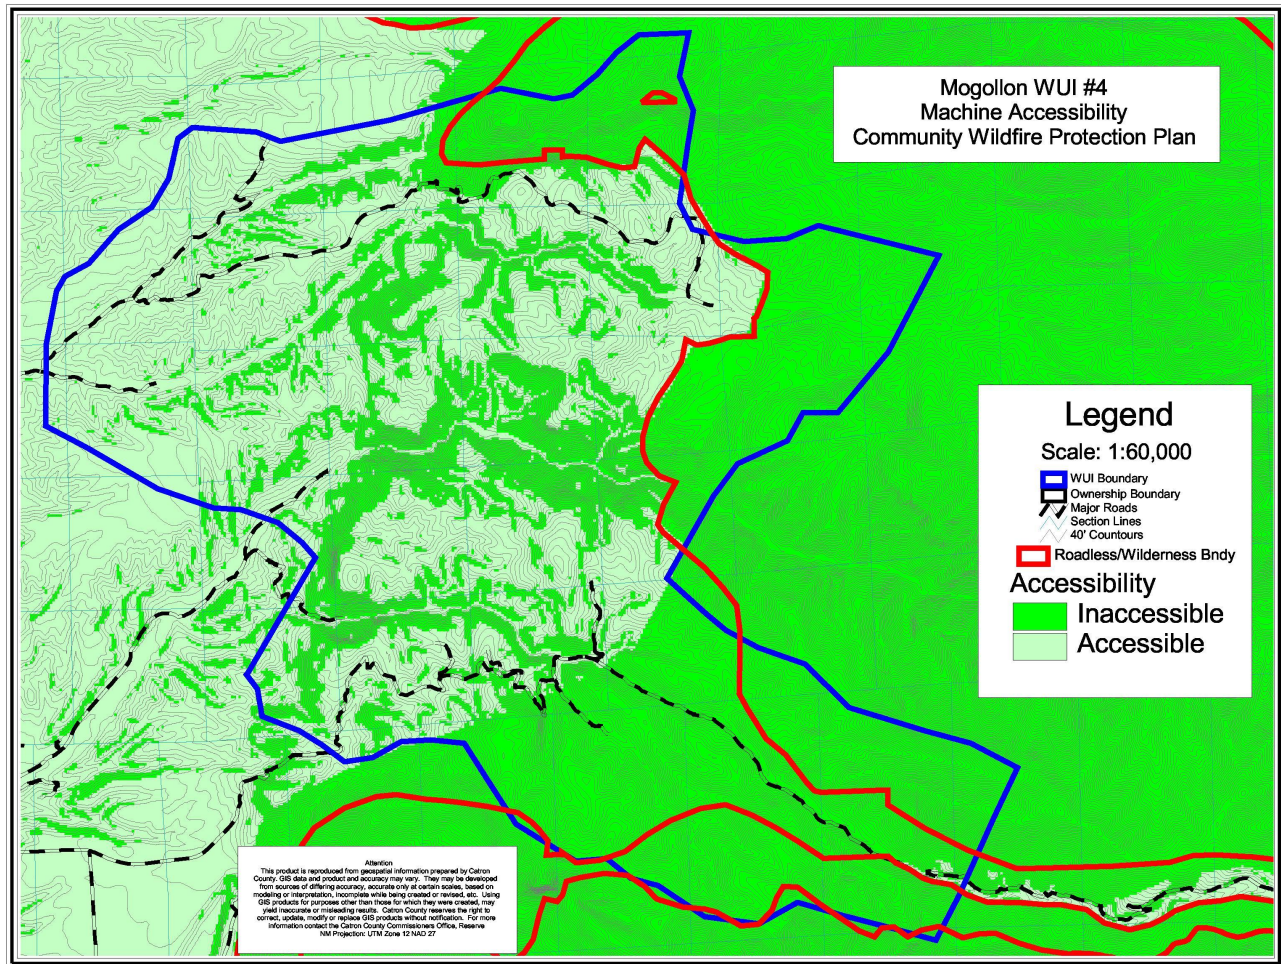 Mogollon WUI #4
Machine Accessibility
Community Wildfire Protection Plan
Legend
Scale: 1:60,000
WUI Boundary
Ownership Boundary
Major Roads
Section Lines
40' Countours
Roadless/Wilderness Bndy
Accessibility
Inaccessible
Accessible
Attention
This product is reproduced from geospatial information prepared by Catron
County. GIS data and product and accuracy may vary. They may be developed
from sources of differing accuracy, accurate only at certain scales, based on
modeling or interpretation, incomplete while being created or revised, etc. Using
GIS products for purposes other than those for which they were created, may
yield inaccurate or misleading results. Catron County reserves the right to
correct, update, modify or replace GIS products without notification. For more
information contact the Catron County Commissioners Office, Reserve
NM Projection: UTM Zone 12 NAD 27